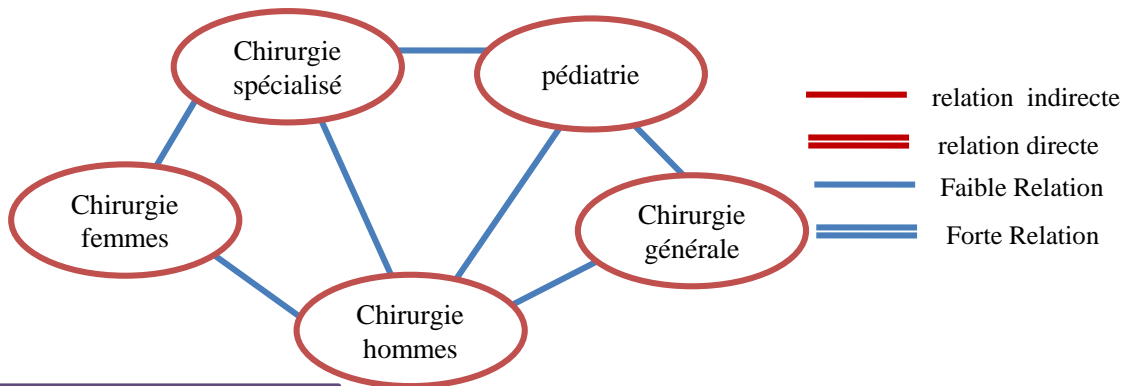 Chirurgie
spécialisé
pédiatrie
Chirurgie
femmes
Chirurgie
générale
Chirurgie
hommes
relation indirecte
relation directe
Faible Relation
Forte Relation